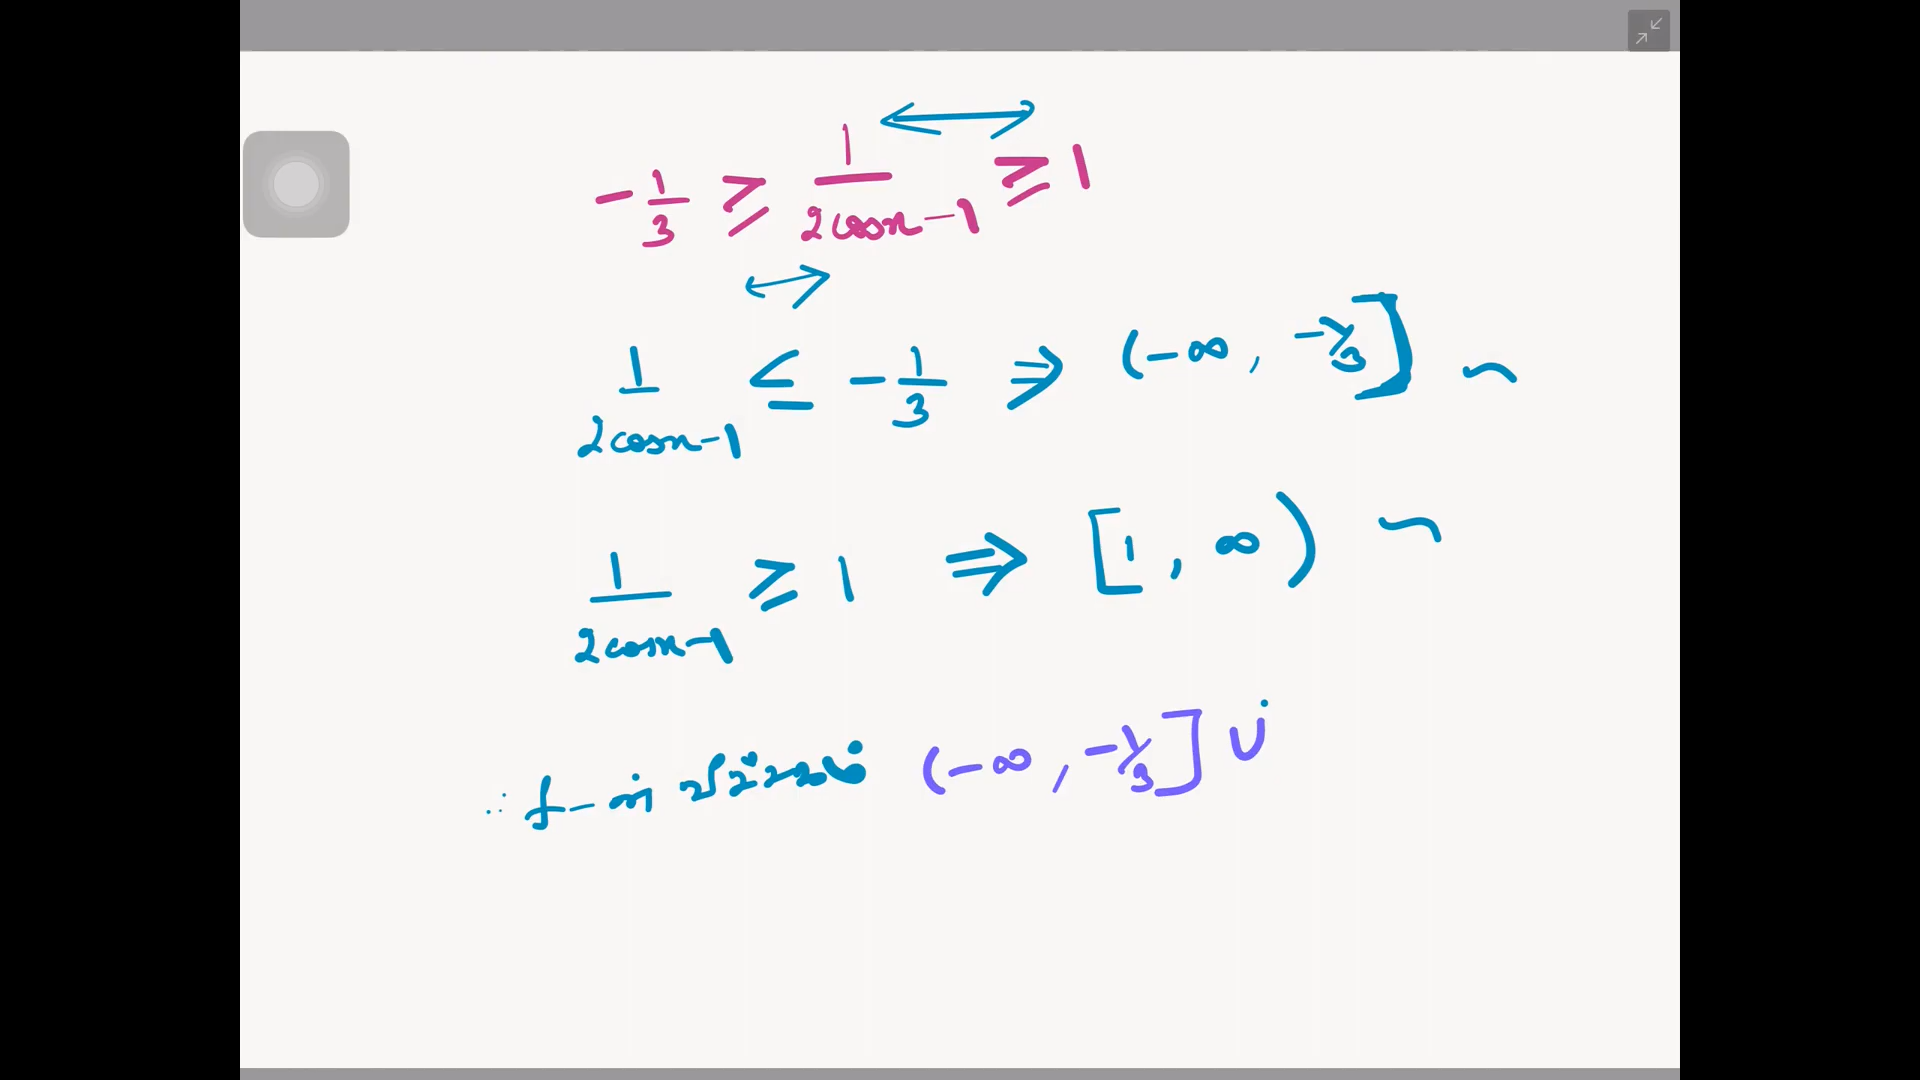 -1/3 ≥ 1/(2cosx-1) ≥ 1
1/(2cosx-1) ≤ -1/3 ⇒ (-∞, -1/3]
1/(2cosx-1) ≥ 1 ⇒ [1, ∞)
∴ f-ன் வீச்சகம் (-∞, -1/3] ∪